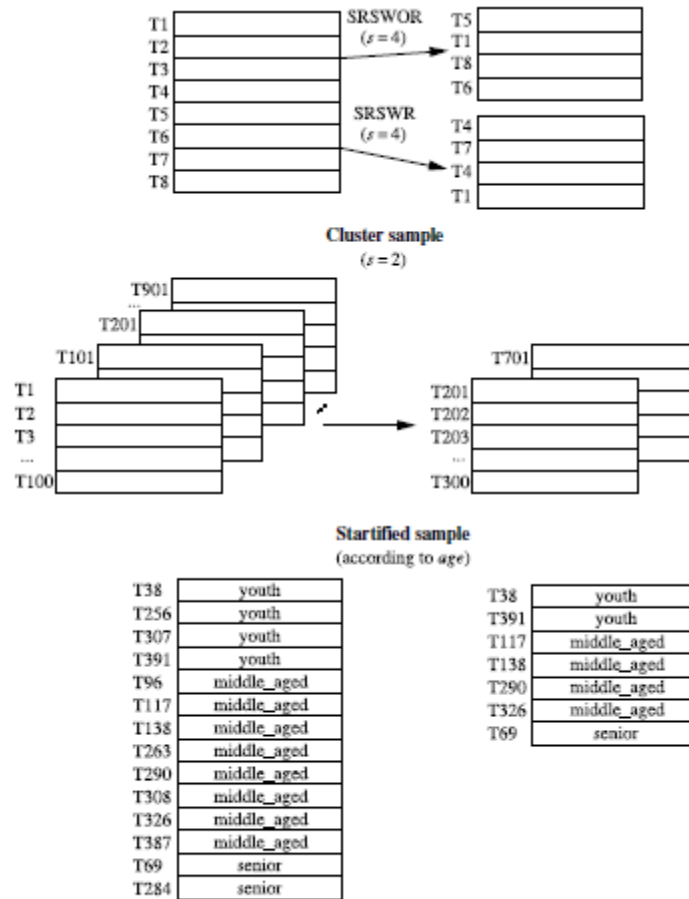 T1
T2
T3
T4
T5
T6
T7
T8
SRSWOR
(s = 4)
SRSWR
(s = 4)
T5
T1
T8
T6
T4
T7
T4
T1
Cluster sample
(s = 2)
T901
...
T201
T101
T1
T2
T3
...
T100
T701
T201
T202
T203
...
T300
Startified sample
(according to age)
T38 youth
T256 youth
T307 youth
T391 youth
T96 middle_aged
T117 middle_aged
T138 middle_aged
T263 middle_aged
T290 middle_aged
T308 middle_aged
T326 middle_aged
T387 middle_aged
T69 senior
T284 senior
T38 youth
T391 youth
T117 middle_aged
T138 middle_aged
T290 middle_aged
T326 middle_aged
T69 senior